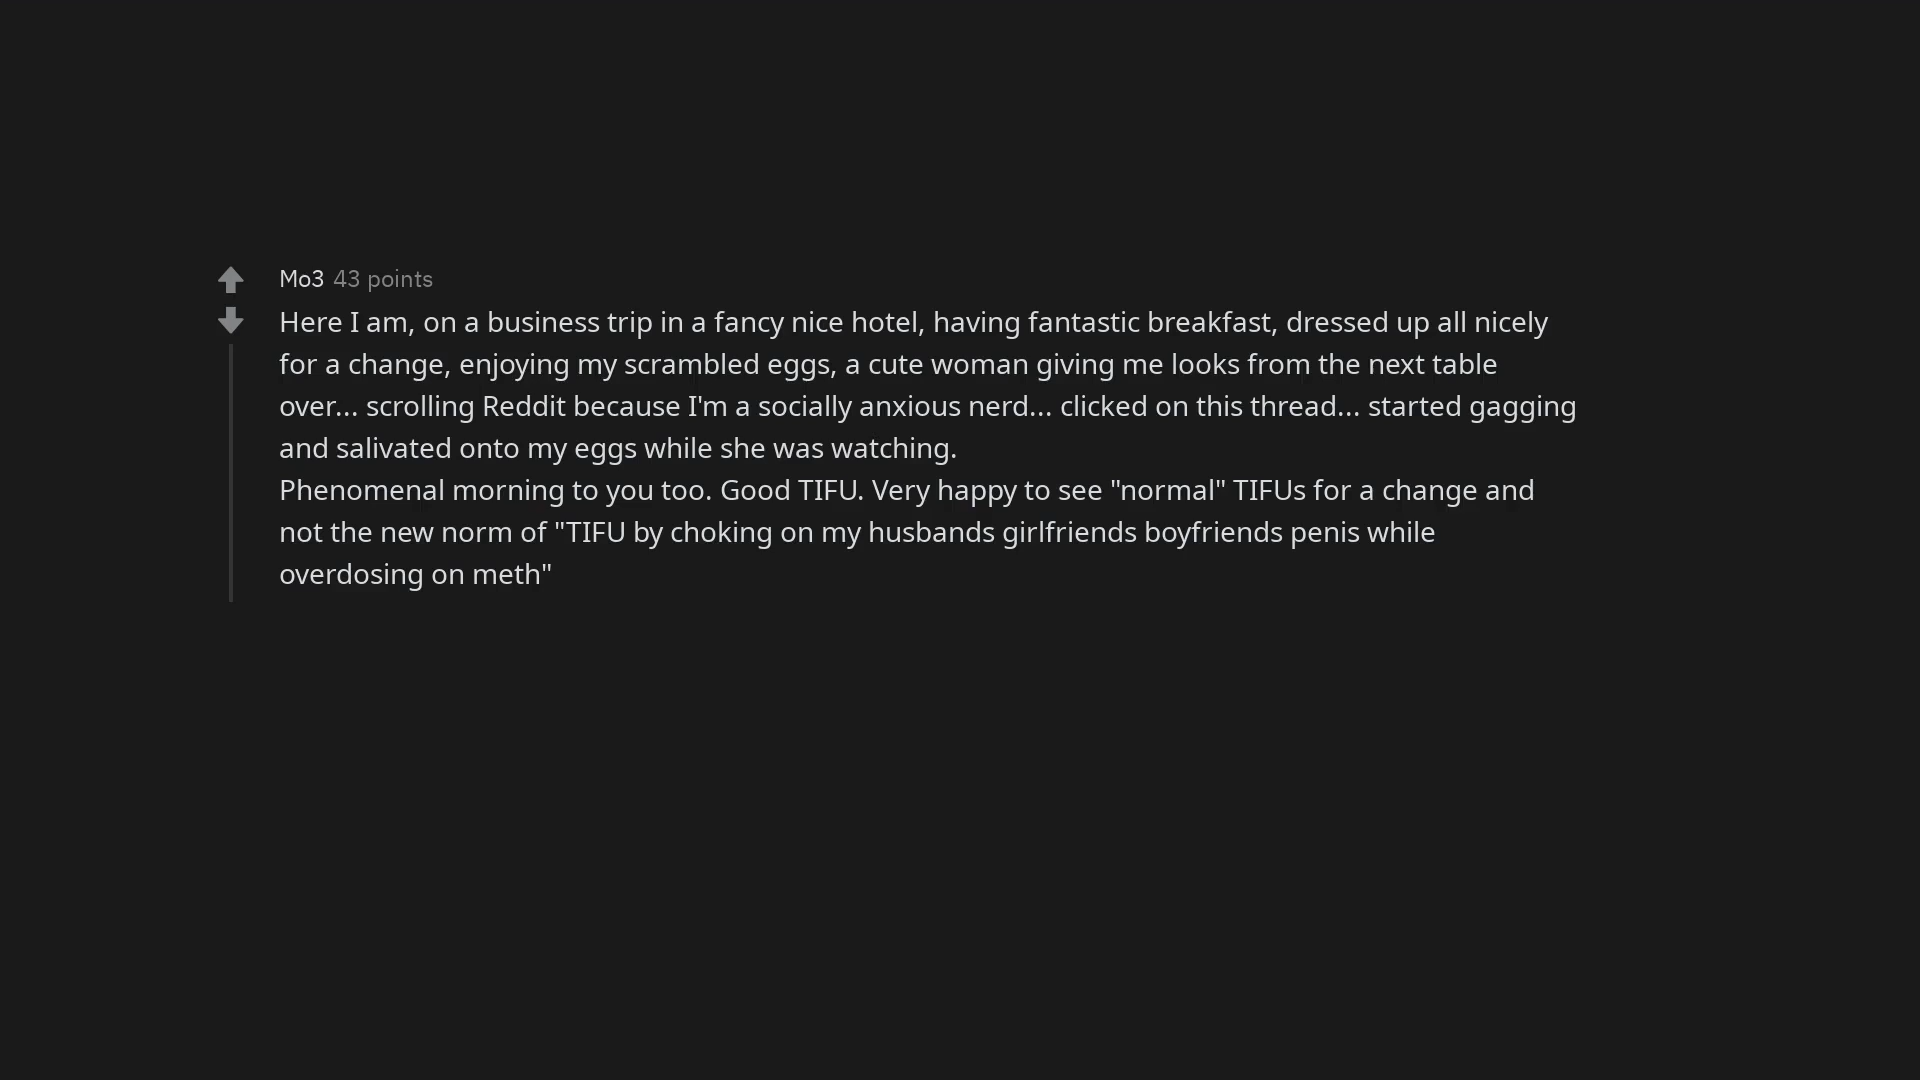 Mo3 43 points
Here I am, on a business trip in a fancy nice hotel, having fantastic breakfast, dressed up all nicely
for a change, enjoying my scrambled eggs, a cute woman giving me looks from the next table
over... scrolling Reddit because I'm a socially anxious nerd... clicked on this thread... started gagging
and salivated onto my eggs while she was watching.
Phenomenal morning to you too. Good TIFU. Very happy to see "normal" TIFUs for a change and
not the new norm of "TIFU by choking on my husbands girlfriends boyfriends penis while
overdosing on meth"